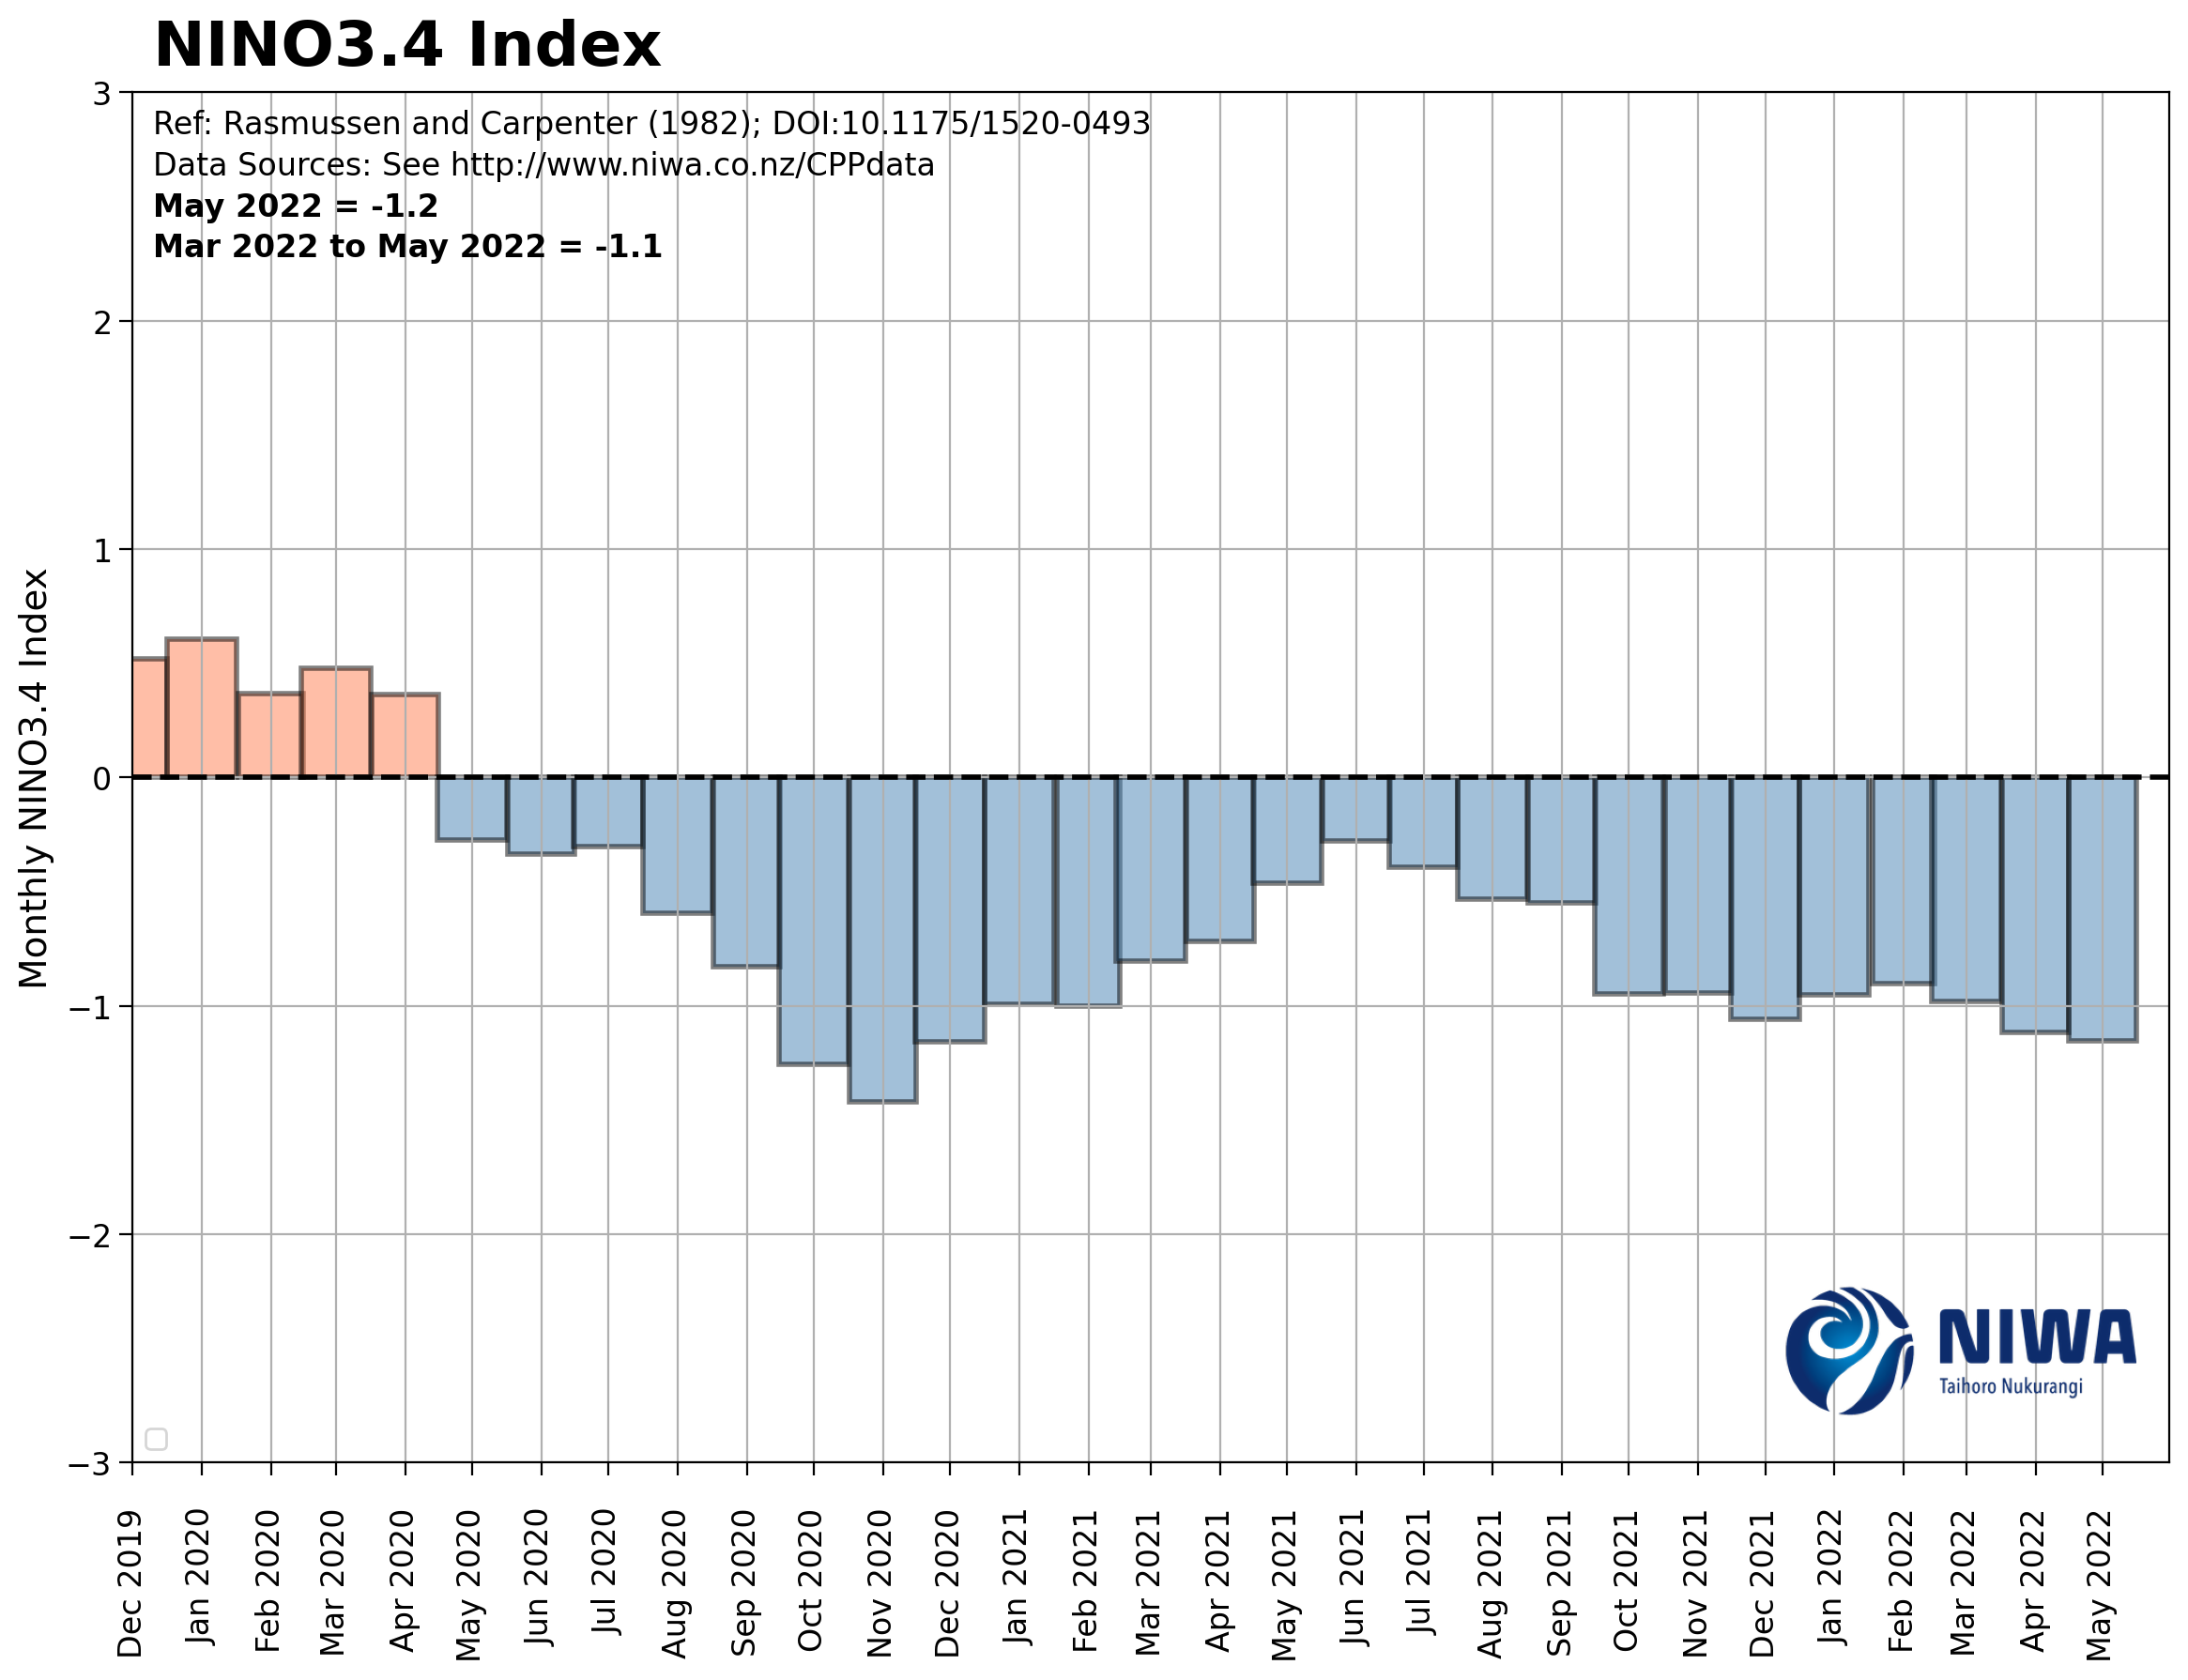 NINO3.4 Index
Ref: Rasmussen and Carpenter (1982); DOI:10.1175/1520-0493
Data Sources: See http://www.niwa.co.nz/CPPdata
May 2022 = -1.2
Mar 2022 to May 2022 = -1.1
Monthly NINO3.4 Index
3
2
1
0
−1
−2
−3
NIWA
Taihoro Nukurangi
Dec 2019
Jan 2020
Feb 2020
Mar 2020
Apr 2020
May 2020
Jun 2020
Jul 2020
Aug 2020
Sep 2020
Oct 2020
Nov 2020
Dec 2020
Jan 2021
Feb 2021
Mar 2021
Apr 2021
May 2021
Jun 2021
Jul 2021
Aug 2021
Sep 2021
Oct 2021
Nov 2021
Dec 2021
Jan 2022
Feb 2022
Mar 2022
Apr 2022
May 2022